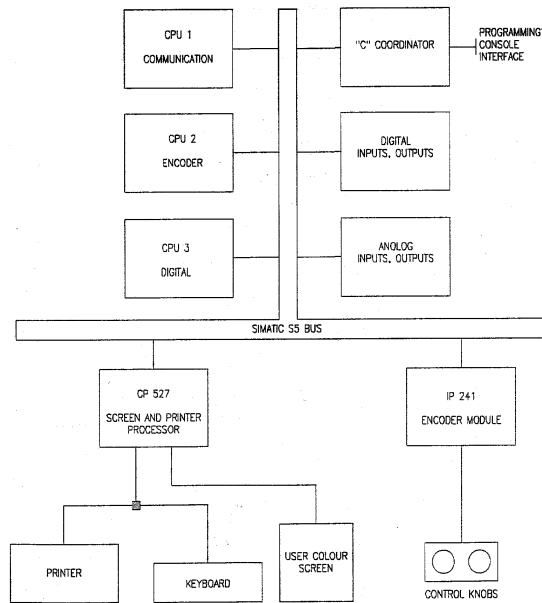 CPU 1
COMMUNICATION
"C" COORDINATOR
PROGRAMMING
CONSOLE
INTERFACE
CPU 2
ENCODER
DIGITAL
INPUTS, OUTPUTS
CPU 3
DIGITAL
ANOLOG
INPUTS, OUTPUTS
SIMATIC S5 BUS
CP 527
SCREEN AND PRINTER
PROCESSOR
IP 241
ENCODER MODULE
PRINTER
KEYBOARD
USER COLOUR
SCREEN
CONTROL KNOBS